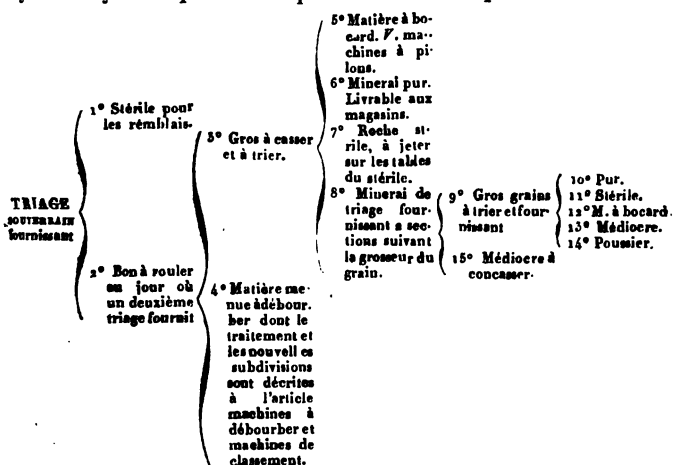 TRIAGE
SOUTERRAIN
fournissant
1° Stérile pour
les rémblais.
2° Bon à rouler
au jour où
un deuxième
triage fournit
3° Gros à casser
et à trier.
4° Matière me-
nue à débour-
ber dont le
traitement et
les nouvell es
subdivisions
sont décrites
à l'article
machines à
débourber et
machines de
classement.
5° Matière à bo-
card. V. ma-
chines à pi-
lons.
6° Minerai pur.
Livrable aux
magasins.
7° Roche sté-
rile, à jeter
sur les tables
du stérile.
8° Minerai de
triage four-
nissant 2 sec-
tions suivant
la grosseur du
grain.
9° Gros grains
à trier et four-
nissant
10° Pur.
11° Stérile.
12° M. à bocard.
13° Médiocre.
14° Poussier.
15° Médiocre à
concasser.